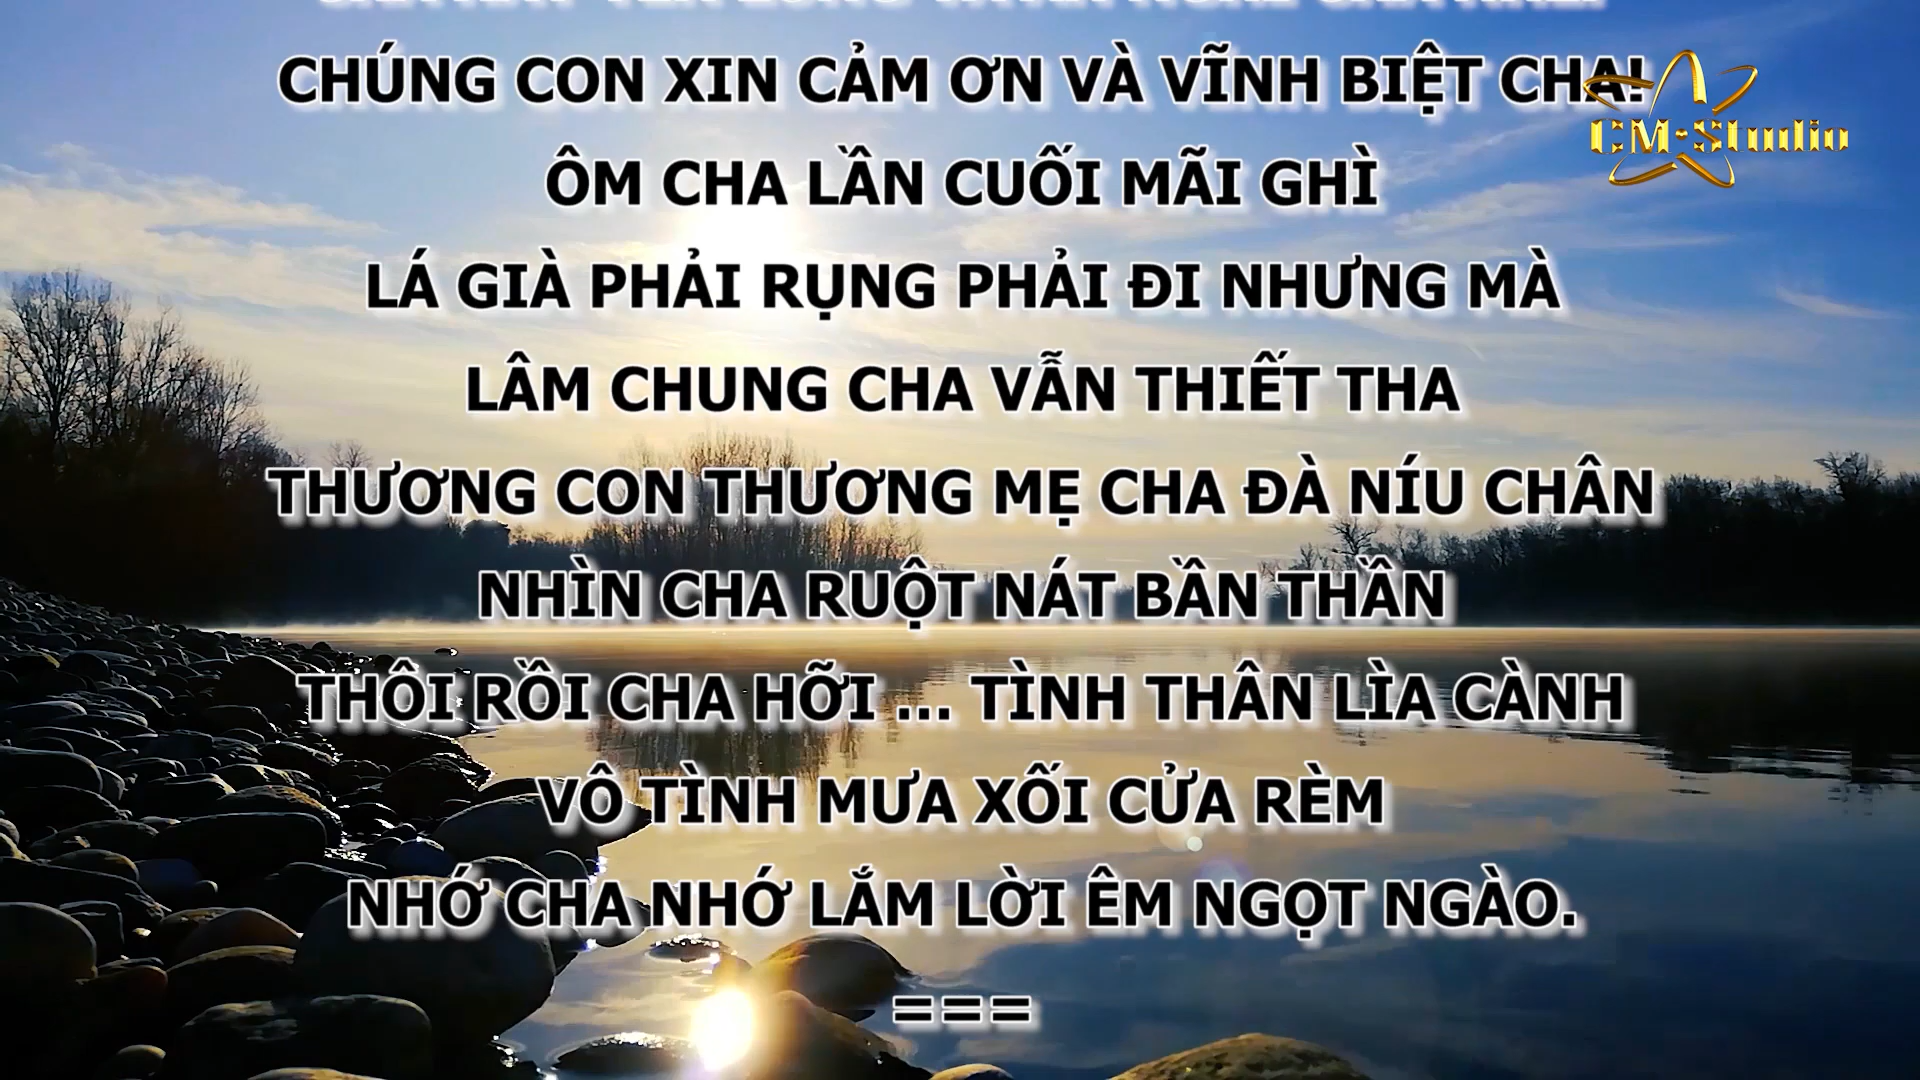 CHÚNG CON XIN CẢM ƠN VÀ VĨNH BIỆT CHA!
CM·Studio
ÔM CHA LẦN CUỐI MÃI GHÌ
LÁ GIÀ PHẢI RỤNG PHẢI ĐI NHƯNG MÀ
LÂM CHUNG CHA VẪN THIẾT THA
THƯƠNG CON THƯƠNG MẸ CHA ĐÀ NÍU CHÂN
NHÌN CHA RUỘT NÁT BẦN THẦN
THÔI RỒI CHA HỠI ... TÌNH THÂN LÌA CÀNH
VÔ TÌNH MƯA XỐI CỬA RÈM
NHỚ CHA NHỚ LẮM LỜI ÊM NGỌT NGÀO.
===